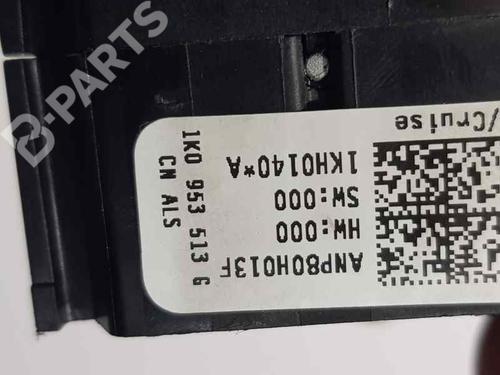 B-PARTS
/Cruise
1KH0140*A
SW:000
HW:000
ANP80H013F
1K0 953 513 G
CN ALS